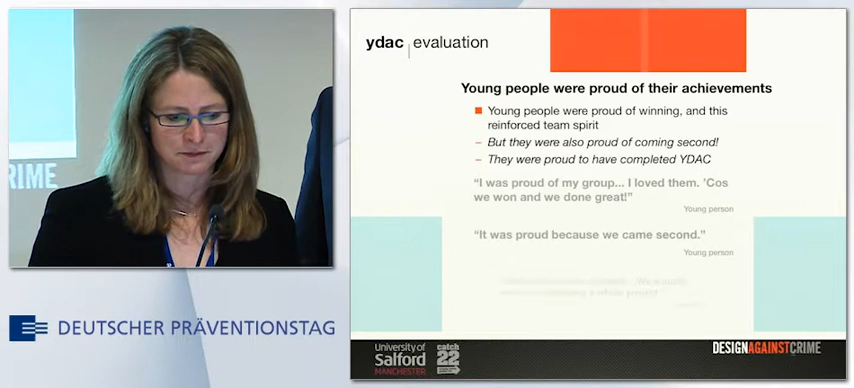 RIME
DEUTSCHER PRÄVENTIONSTAG
ydac evaluation
Young people were proud of their achievements
Young people were proud of winning, and this
reinforced team spirit
– But they were also proud of coming second!
– They were proud to have completed YDAC
“I was proud of my group... I loved them. ’Cos
we won and we done great!”
Young person
“It was proud because we came second.”
Young person
University of
Salford
MANCHESTER
catch
22
DESIGNAGAINSTCRIME